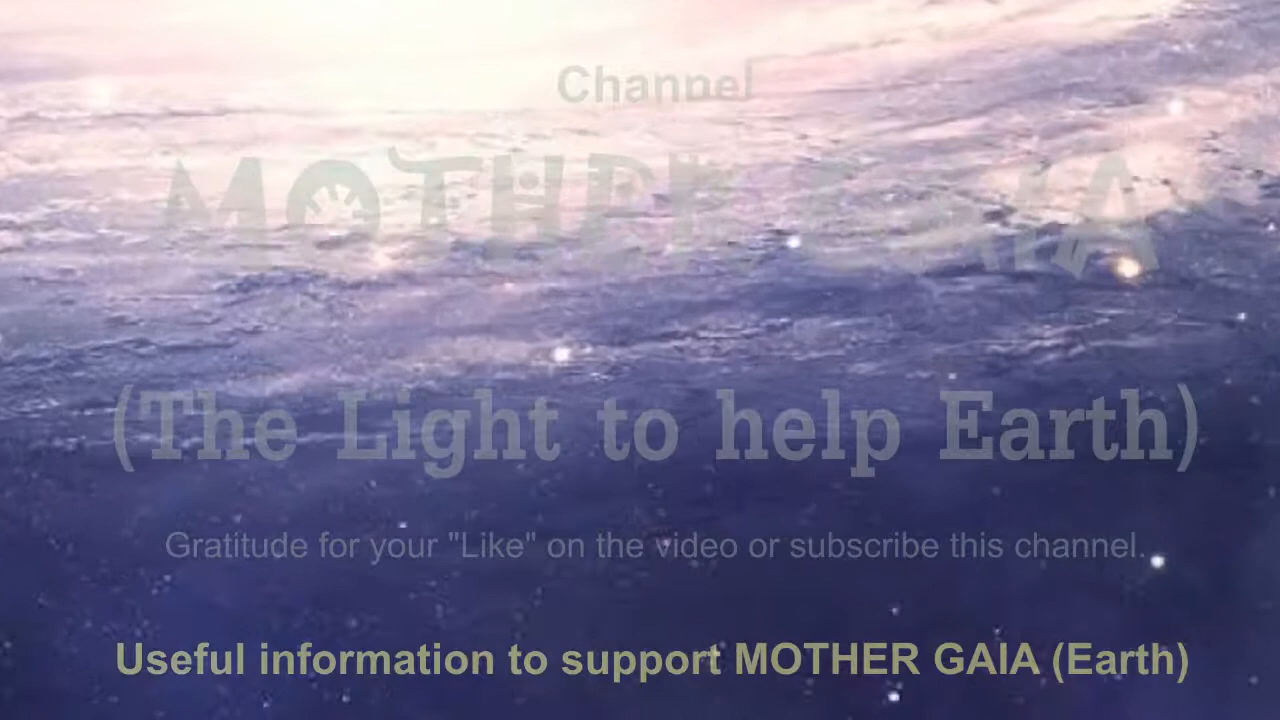 Channel
MOTHER GAIA
(The Light to help Earth)
Gratitude for your "Like" on the video or subscribe this channel.
Useful information to support MOTHER GAIA (Earth)